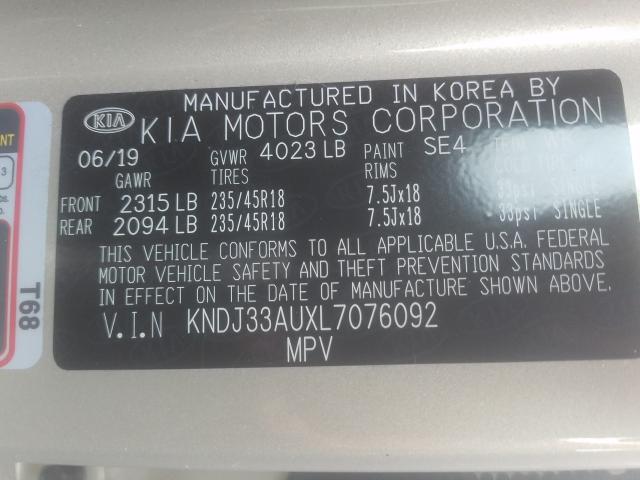 MANUFACTURED IN KOREA BY
KIA KIA MOTORS CORPORATION
06/19 GVWR 4023 LB PAINT SE4
GAWR TIRES RIMS
FRONT 2315 LB 235/45R18 7.5Jx18 SINGLE
REAR 2094 LB 235/45R18 7.5Jx18 33psi SINGLE
THIS VEHICLE CONFORMS TO ALL APPLICABLE U.S.A. FEDERAL
MOTOR VEHICLE SAFETY AND THEFT PREVENTION STANDARDS
IN EFFECT ON THE DATE OF MANUFACTURE SHOWN ABOVE.
V.I.N KNDJ33AUXL7076092
MPV
T68